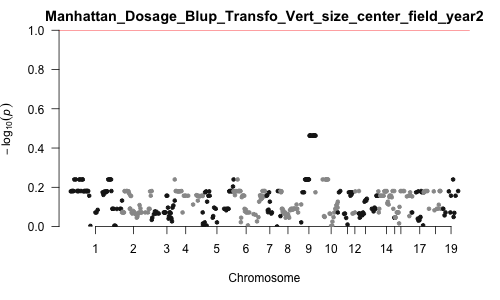 Manhattan_Dosage_Blup_Transfo_Vert_size_center_field_year2
1.0
0.8
0.6
0.4
0.2
0.0
− log10(p)
1 2 3 4 5 6 7 8 9 10 12 14 17 19
Chromosome